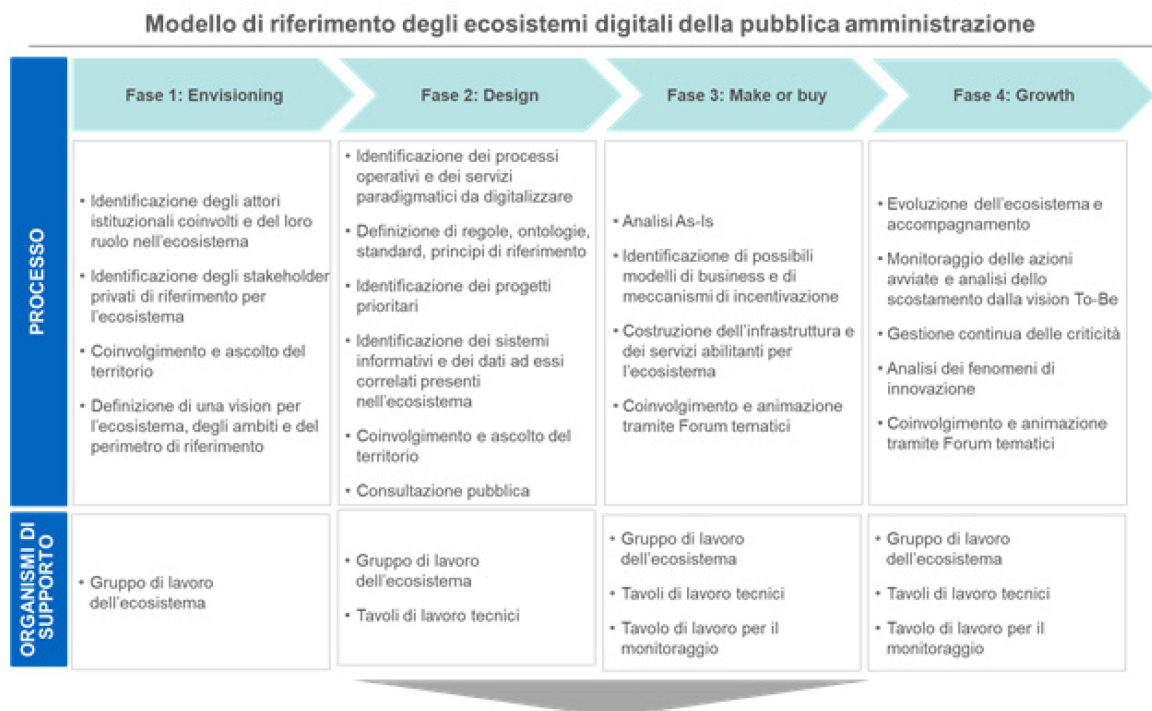 Modello di riferimento degli ecosistemi digitali della pubblica amministrazione
Fase 1: Envisioning
Fase 2: Design
Fase 3: Make or buy
Fase 4: Growth
PROCESSO
• Identificazione degli attori
istituzionali coinvolti e del loro
ruolo nell'ecosistema
• Identificazione degli stakeholder
privati di riferimento per
l'ecosistema
• Coinvolgimento e ascolto del
territorio
• Definizione di una vision per
l'ecosistema, degli ambiti e del
perimetro di riferimento
• Identificazione dei processi
operativi e dei servizi
paradigmatici da digitalizzare
• Definizione di regole, ontologie,
standard, principi di riferimento
• Identificazione dei progetti
prioritari
• Identificazione dei sistemi
informativi e dei dati ad essi
correlati presenti
nell'ecosistema
• Coinvolgimento e ascolto del
territorio
• Consultazione pubblica
• Analisi As-Is
• Identificazione di possibili
modelli di business e di
meccanismi di incentivazione
• Costruzione dell'infrastruttura e
dei servizi abilitanti per
l'ecosistema
• Coinvolgimento e animazione
tramite Forum tematici
• Evoluzione dell'ecosistema e
accompagnamento
• Monitoraggio delle azioni
avviate e analisi dello
scostamento dalla vision To-Be
• Gestione continua delle criticità
• Analisi dei fenomeni di
innovazione
• Coinvolgimento e animazione
tramite Forum tematici
ORGANISMI DI
SUPPORTO
• Gruppo di lavoro
dell'ecosistema
• Gruppo di lavoro
dell'ecosistema
• Tavoli di lavoro tecnici
• Gruppo di lavoro
dell'ecosistema
• Tavoli di lavoro tecnici
• Tavolo di lavoro per il
monitoraggio
• Gruppo di lavoro
dell'ecosistema
• Tavoli di lavoro tecnici
• Tavolo di lavoro per il
monitoraggio